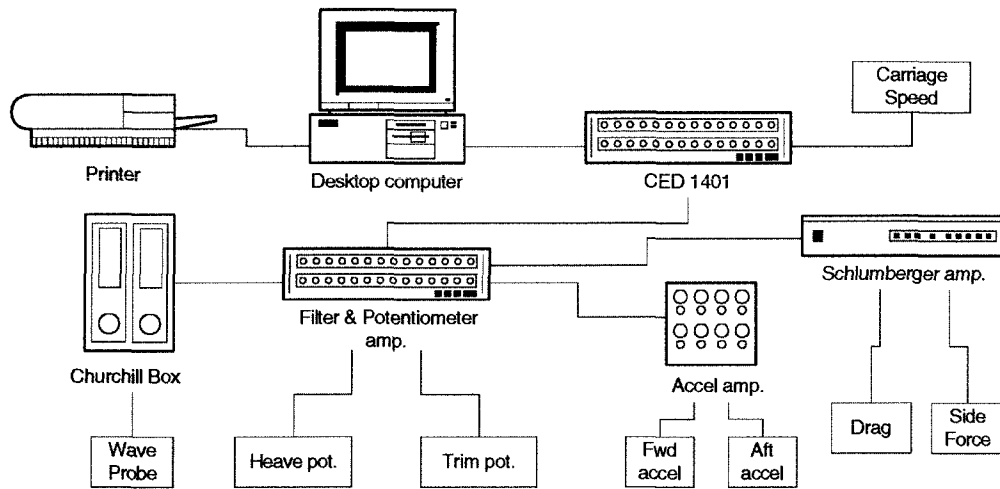 Carriage
Speed
Printer
Desktop computer
CED 1401
Schlumberger amp.
Filter & Potentiometer
amp.
Churchill Box
Accel amp.
Wave
Probe
Heave pot.
Trim pot.
Fwd
accel
Aft
accel
Drag
Side
Force